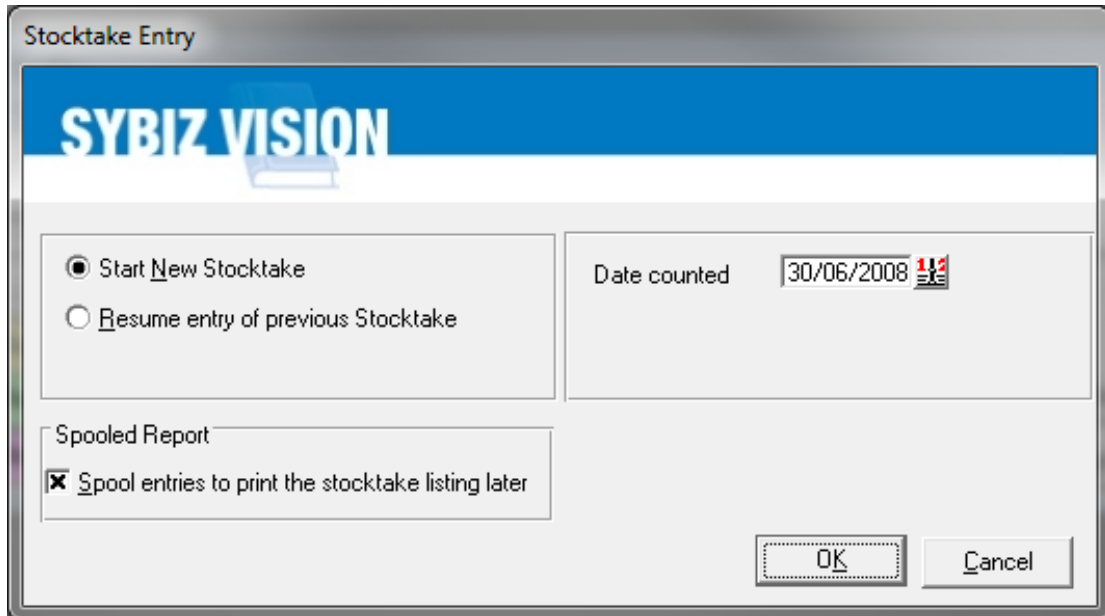 Stocktake Entry
SYBIZ VISION
Start New Stocktake
Resume entry of previous Stocktake
Date counted 30/06/2008
Spooled Report
Spool entries to print the stocktake listing later
OK
Cancel